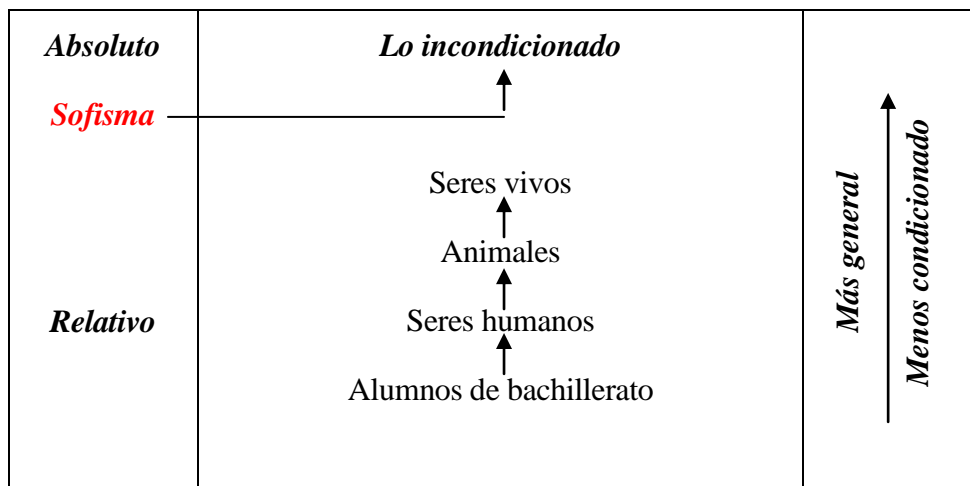 Absoluto
Lo incondicionado
Sofisma
Seres vivos
Animales
Relativo
Seres humanos
Alumnos de bachillerato
Más general
Menos condicionado